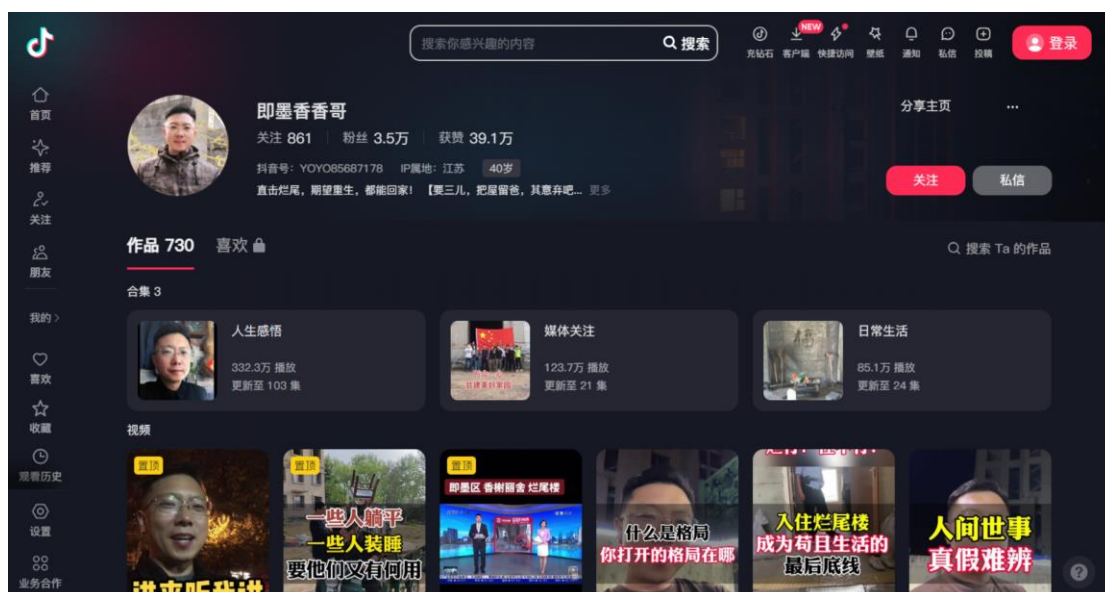 搜索你感兴趣的内容
搜索
充钻石
NEW
客户端
快捷访问
壁纸
通知
私信
投稿
登录
首页
推荐
关注
朋友
我的
喜欢
收藏
观看历史
设置
业务合作
即墨香香哥
关注 861 粉丝 3.5万 获赞 39.1万
抖音号：YOYO85687178 IP属地：江苏 40岁
直击烂尾，期望重生，都能回家！【要三儿，把屋留爸，其意弃吧... 更多
分享主页 ...
关注 私信
作品 730 喜欢
搜索 Ta 的作品
合集 3
人生感悟
332.3万 播放
更新至 103 集
媒体关注
123.7万 播放
更新至 21 集
日常生活
85.1万 播放
更新至 24 集
视频
置顶
进来听我讲
置顶
一些人躺平
一些人装睡
要他们又有何用
置顶
即墨区 香榭丽舍 烂尾楼
什么是格局
你打开的格局在哪
入住烂尾楼
成为苟且生活的
最后底线
人间世事
真假难辨